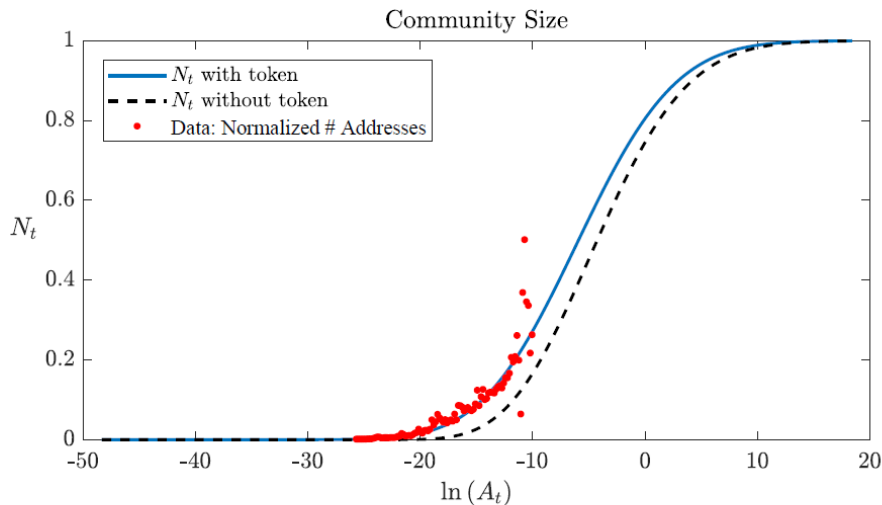 Community Size
1
0.8
0.6
0.4
0.2
0
N_t
N_t with token
N_t without token
Data: Normalized # Addresses
-50 -40 -30 -20 -10 0 10 20
ln (A_t)